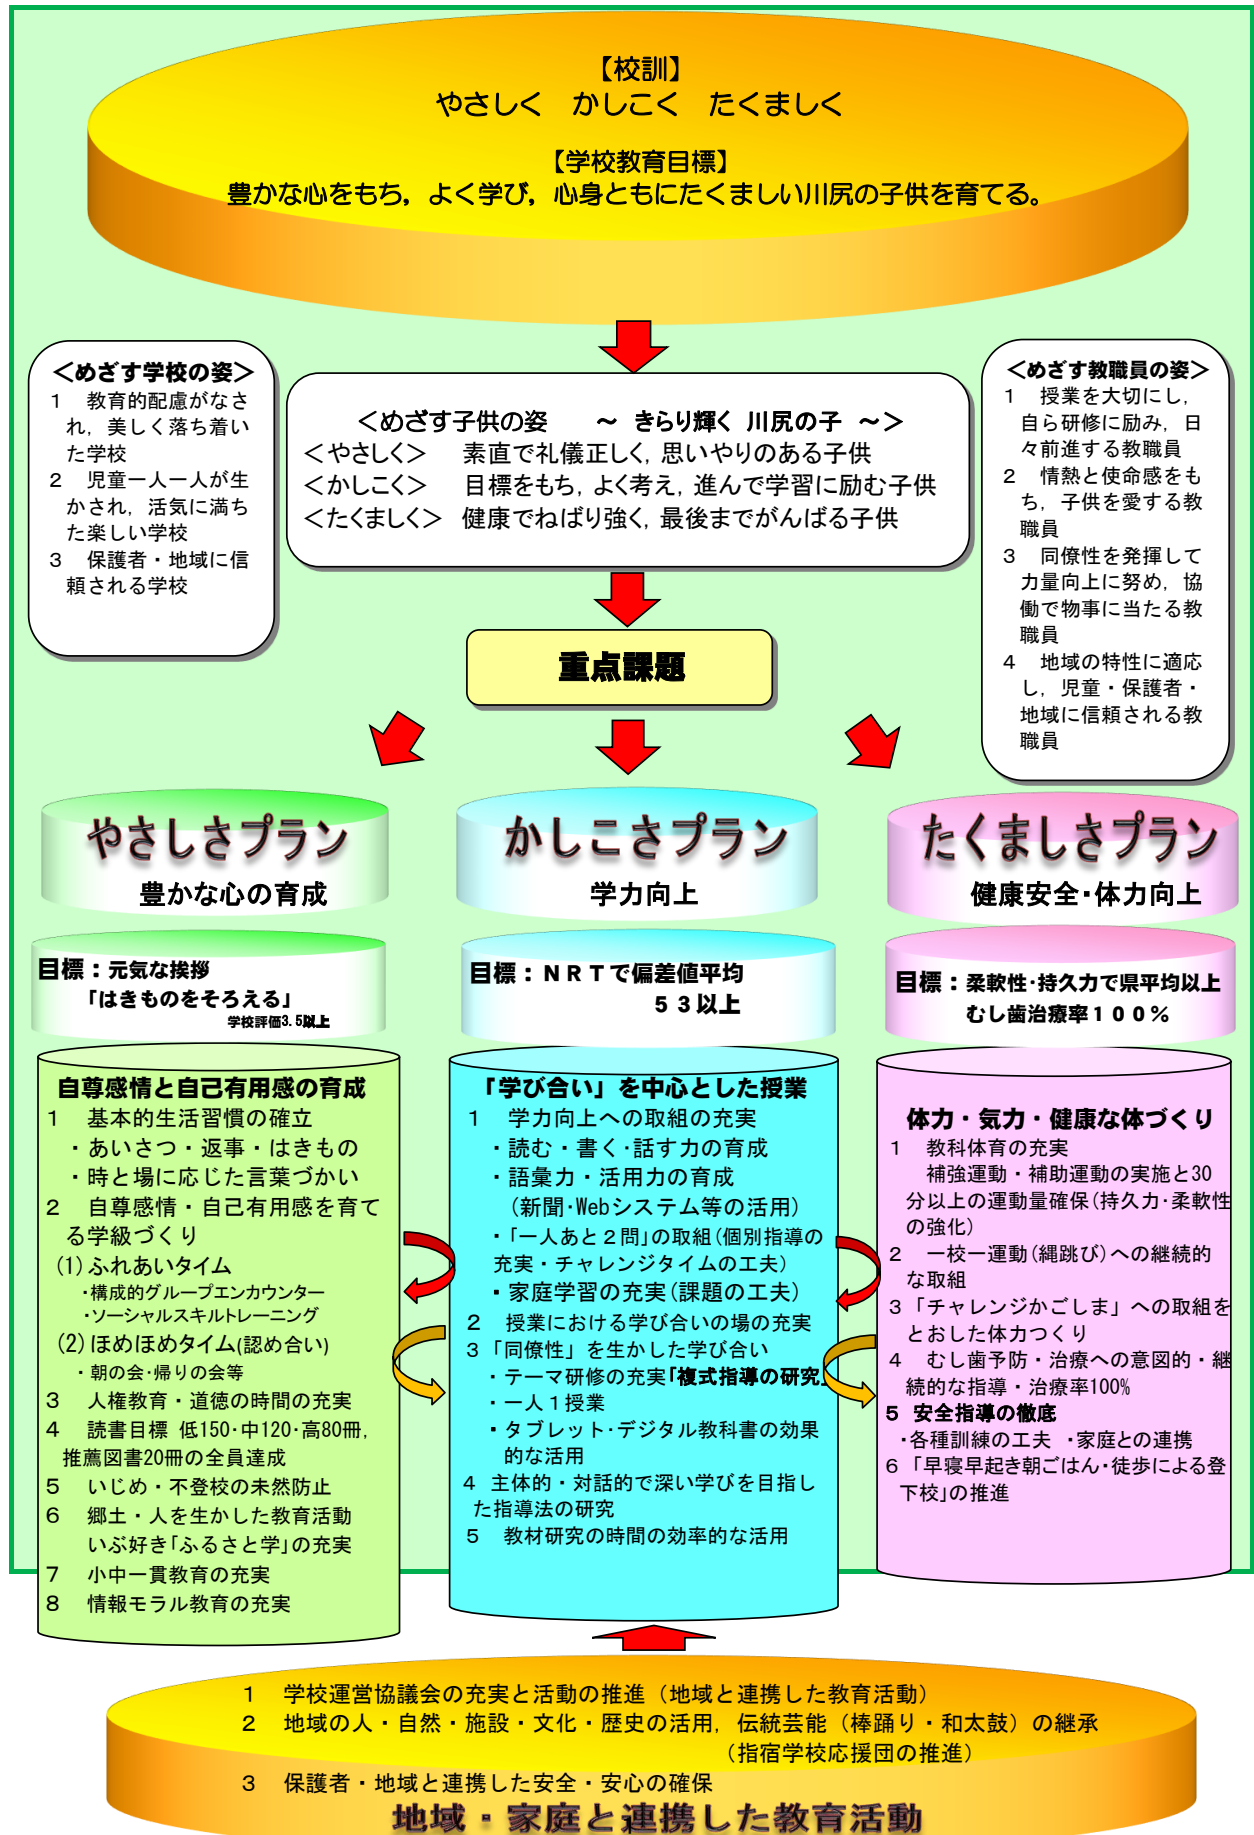 【校訓】
やさしく　かしこく　たくましく
【学校教育目標】
豊かな心をもち，よく学び，心身ともにたくましい川尻の子供を育てる。
＜めざす学校の姿＞
1　教育的配慮がなさ
れ，美しく落ち着い
た学校
2　児童一人一人が生
かされ，活気に満ち
た楽しい学校
3　保護者・地域に信
頼される学校
＜めざす子供の姿　　～ きらり輝く 川尻の子 ～＞
＜やさしく＞　素直で礼儀正しく，思いやりのある子供
＜かしこく＞　目標をもち，よく考え，進んで学習に励む子供
＜たくましく＞　健康でねばり強く，最後までがんばる子供
＜めざす教職員の姿＞
1　授業を大切にし，
自ら研修に励み，日
々前進する教職員
2　情熱と使命感をも
ち，子供を愛する教
職員
3　同僚性を発揮して
力量向上に努め，協
働で物事に当たる教
職員
4　地域の特性に適応
し，児童・保護者・
地域に信頼される教
職員
重点課題
やさしさプラン
豊かな心の育成
目標：元気な挨拶
「はきものをそろえる」
学校評価3.5以上
自尊感情と自己有用感の育成
1　基本的生活習慣の確立
・あいさつ・返事・はきもの
・時と場に応じた言葉づかい
2　自尊感情・自己有用感を育て
る学級づくり
(1)ふれあいタイム
・構成的グループエンカウンター
・ソーシャルスキルトレーニング
(2)ほめほめタイム(認め合い)
・朝の会・帰りの会等
3　人権教育・道徳の時間の充実
4　読書目標 低150・中120・高80冊，
推薦図書20冊の全員達成
5　いじめ・不登校の未然防止
6　郷土・人を生かした教育活動
いぶ好き「ふるさと学」の充実
7　小中一貫教育の充実
8　情報モラル教育の充実
かしこさプラン
学力向上
目標：ＮＲＴで偏差値平均
５３以上
「学び合い」を中心とした授業
1　学力向上への取組の充実
・読む・書く・話す力の育成
・語彙力・活用力の育成
（新聞・Webシステム等の活用）
・「一人あと２問」の取組（個別指導の
充実・チャレンジタイムの工夫）
・家庭学習の充実（課題の工夫）
2　授業における学び合いの場の充実
3「同僚性」を生かした学び合い
・テーマ研修の充実「複式指導の研究」
・一人１授業
・タブレット・デジタル教科書の効果
的な活用
4　主体的・対話的で深い学びを目指し
た指導法の研究
5　教材研究の時間の効率的な活用
たくましさプラン
健康安全・体力向上
目標：柔軟性・持久力で県平均以上
むし歯治療率１００％
体力・気力・健康な体づくり
1　教科体育の充実
補強運動・補助運動の実施と30
分以上の運動量確保（持久力・柔軟性
の強化）
2　一校一運動（縄跳び）への継続的
な取組
3「チャレンジかごしま」への取組を
とおした体力つくり
4　むし歯予防・治療への意図的・継
続的な指導・治療率100%
5 安全指導の徹底
・各種訓練の工夫 ・家庭との連携
6「早寝早起き朝ごはん・徒歩による登
下校」の推進
1　学校運営協議会の充実と活動の推進（地域と連携した教育活動）
2　地域の人・自然・施設・文化・歴史の活用，伝統芸能（棒踊り・和太鼓）の継承
（指宿学校応援団の推進）
3　保護者・地域と連携した安全・安心の確保
地域・家庭と連携した教育活動